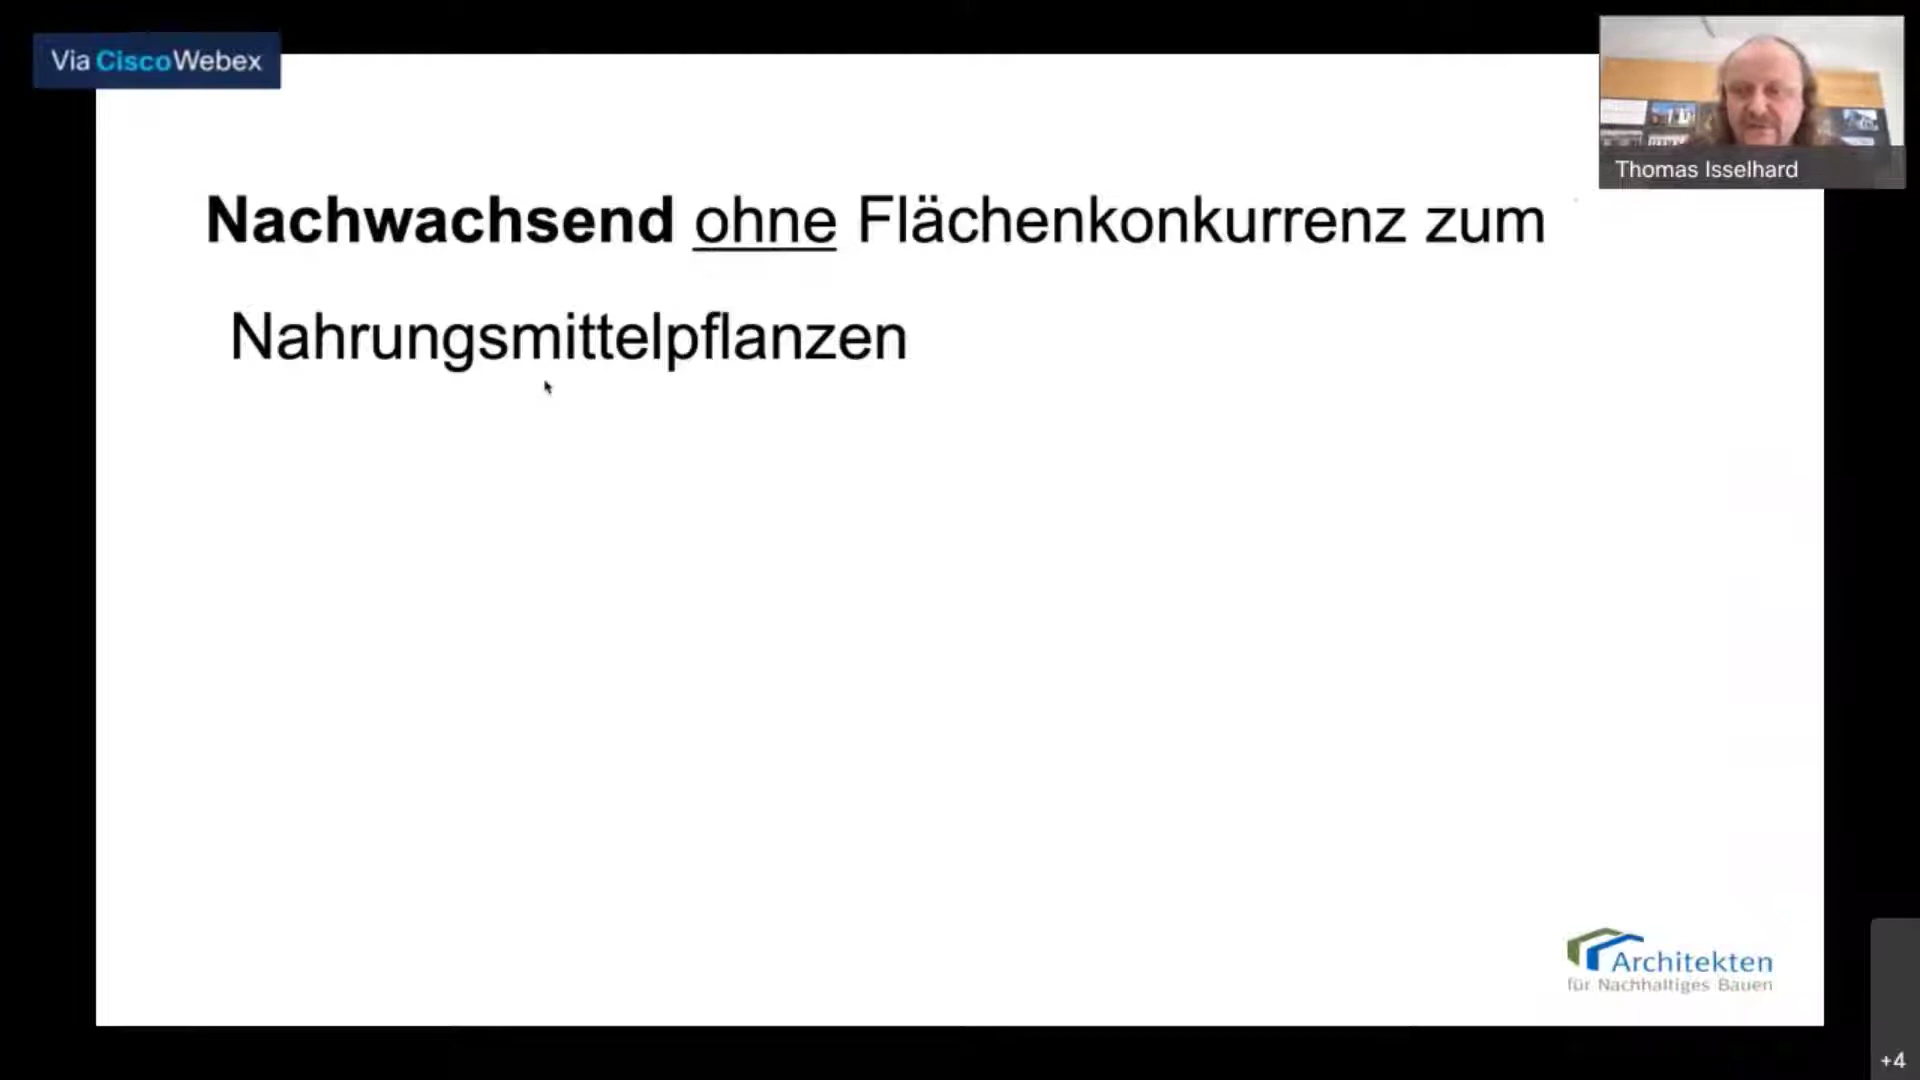 Via CiscoWebex
Thomas Isselhard
Nachwachsend ohne Flächenkonkurrenz zum
Nahrungsmittelpflanzen
Architekten
für Nachhaltiges Bauen
+4